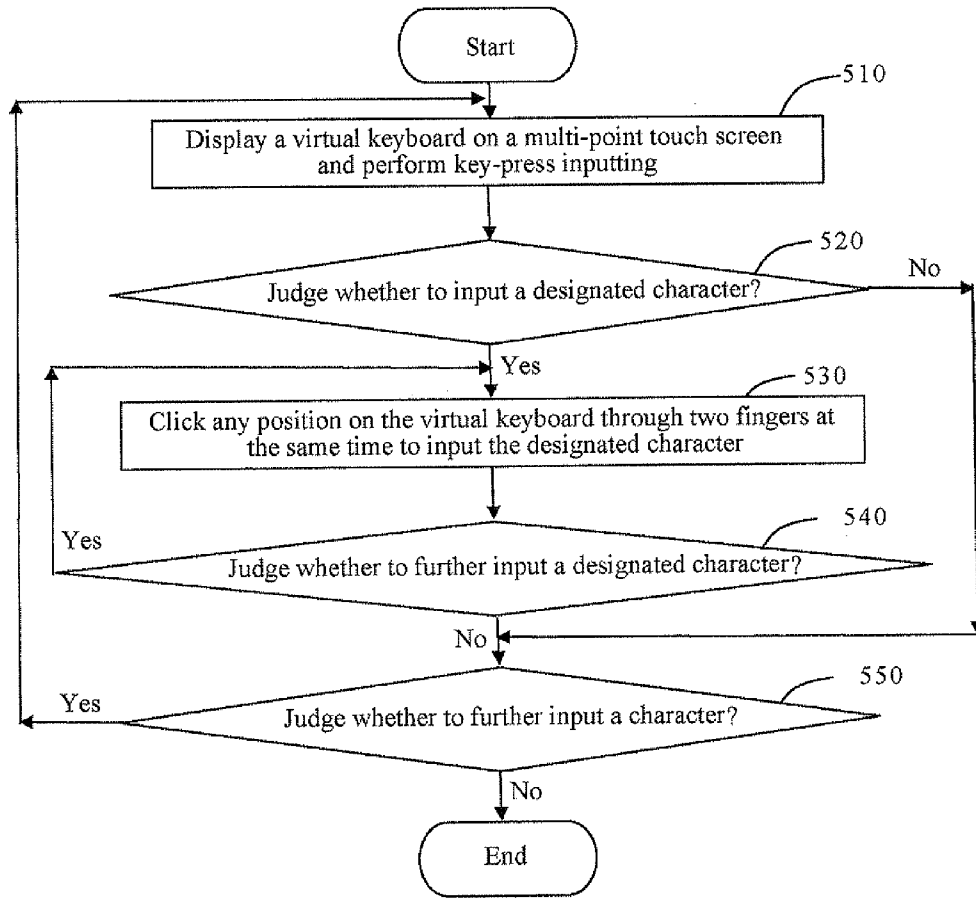 Start
510
Display a virtual keyboard on a multi-point touch screen
and perform key-press inputting
520
No
Judge whether to input a designated character?
Yes
530
Click any position on the virtual keyboard through two fingers at
the same time to input the designated character
540
Yes
Judge whether to further input a designated character?
No
550
Yes
Judge whether to further input a character?
No
End